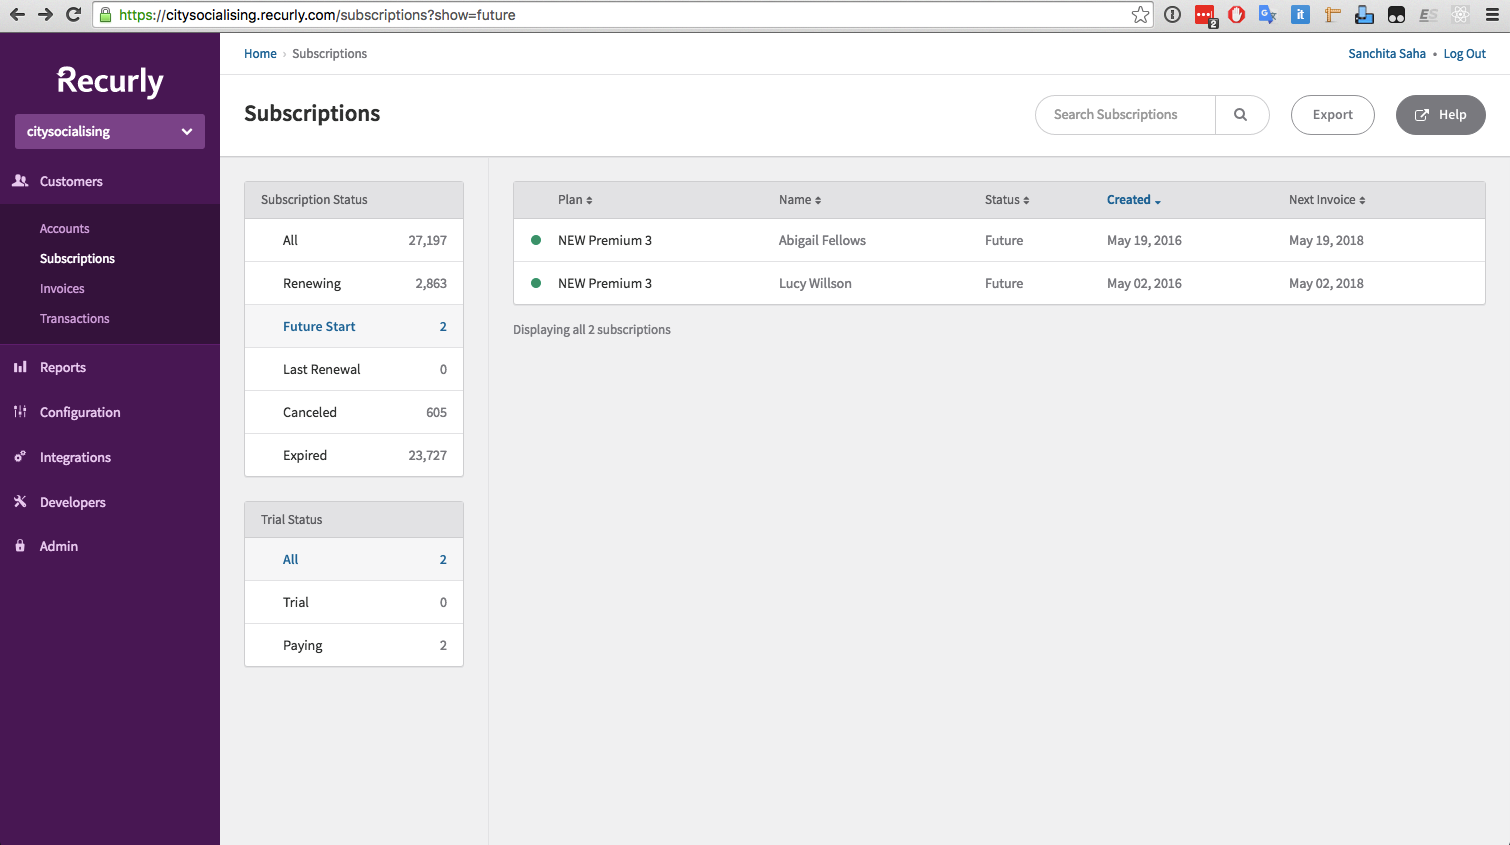 https://citysocialising.recurly.com/subscriptions?show=future
2
it
ES
Recurly
citysocialising
Customers
Accounts
Subscriptions
Invoices
Transactions
Reports
Configuration
Integrations
Developers
Admin
Home › Subscriptions
Sanchita Saha • Log Out
Subscriptions
Search Subscriptions
Export
Help
Subscription Status
All 27,197
Renewing 2,863
Future Start 2
Last Renewal 0
Canceled 605
Expired 23,727
Trial Status
All 2
Trial 0
Paying 2
Plan Name Status Created Next Invoice
NEW Premium 3 Abigail Fellows Future May 19, 2016 May 19, 2018
NEW Premium 3 Lucy Willson Future May 02, 2016 May 02, 2018
Displaying all 2 subscriptions